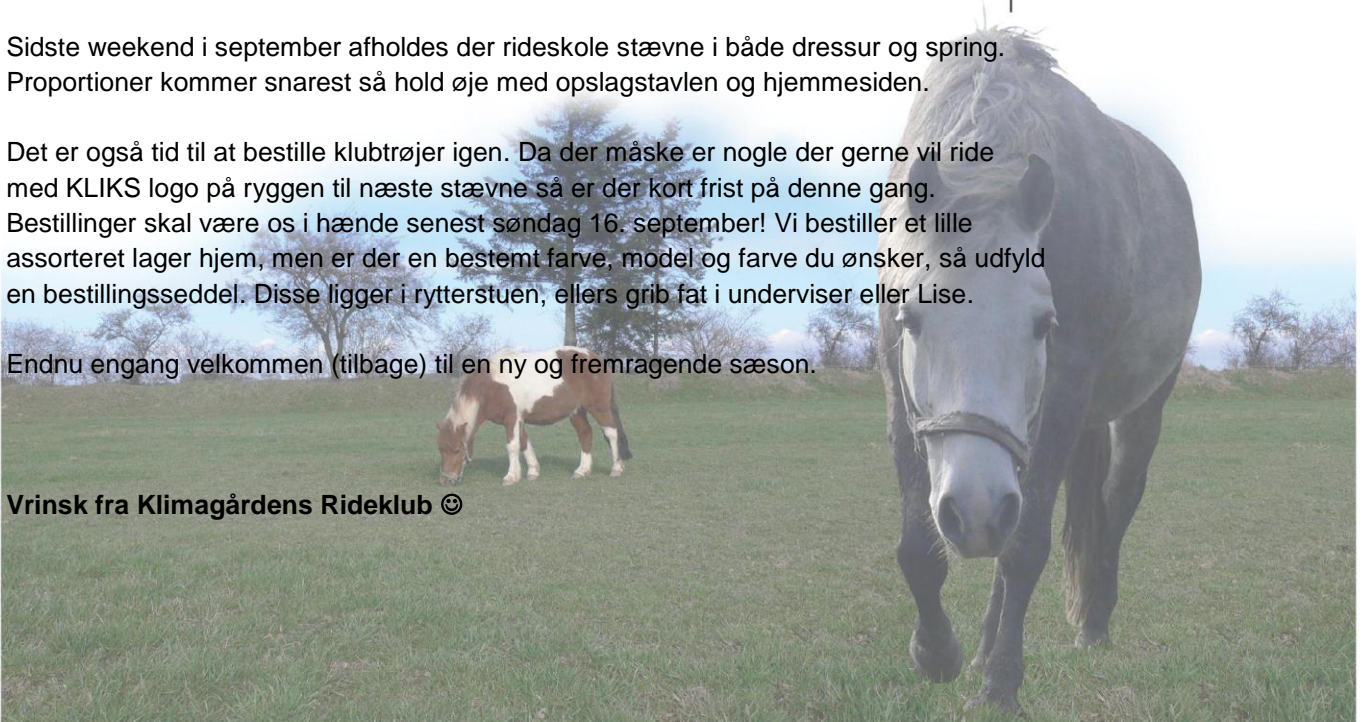 Sidste weekend i september afholdes der rideskole stævne i både dressur og spring.
Proportioner kommer snarest så hold øje med opslagstavlen og hjemmesiden.
Det er også tid til at bestille klubtrøjer igen. Da der måske er nogle der gerne vil ride
med KLIKS logo på ryggen til næste stævne så er der kort frist på denne gang.
Bestillinger skal være os i hænde senest søndag 16. september! Vi bestiller et lille
assorteret lager hjem, men er der en bestemt farve, model og farve du ønsker, så udfyld
en bestillingsseddel. Disse ligger i rytterstuen, ellers grib fat i underviser eller Lise.
Endnu engang velkommen (tilbage) til en ny og fremragende sæson.
Vrinsk fra Klimagårdens Rideklub ☺